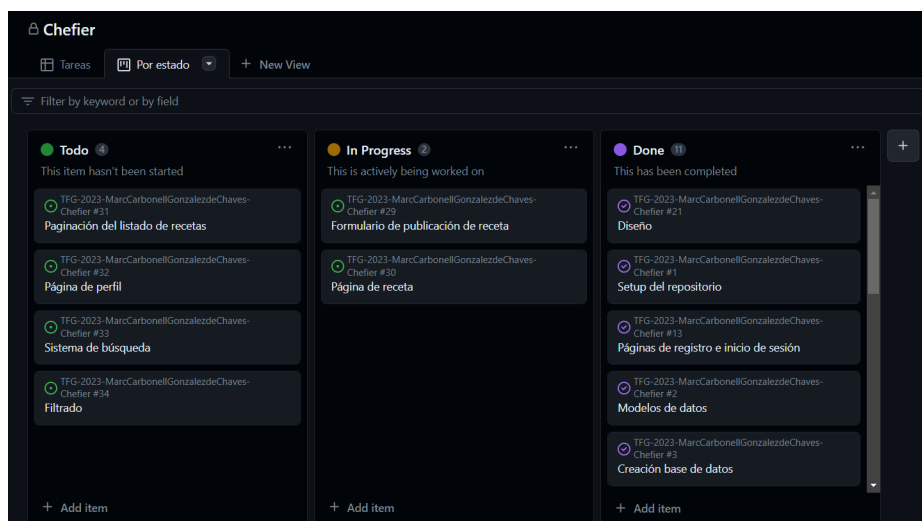 Chefier
Tareas
Por estado
+ New View
Filter by keyword or by field
Todo 4
This item hasn't been started
TFG-2023-MarcCarbonellGonzalezdeChaves-
Chefier #31
Paginación del listado de recetas
TFG-2023-MarcCarbonellGonzalezdeChaves-
Chefier #32
Página de perfil
TFG-2023-MarcCarbonellGonzalezdeChaves-
Chefier #33
Sistema de búsqueda
TFG-2023-MarcCarbonellGonzalezdeChaves-
Chefier #34
Filtrado
+ Add item
In Progress 2
This is actively being worked on
TFG-2023-MarcCarbonellGonzalezdeChaves-
Chefier #29
Formulario de publicación de receta
TFG-2023-MarcCarbonellGonzalezdeChaves-
Chefier #30
Página de receta
+ Add item
Done 11
This has been completed
TFG-2023-MarcCarbonellGonzalezdeChaves-
Chefier #21
Diseño
TFG-2023-MarcCarbonellGonzalezdeChaves-
Chefier #1
Setup del repositorio
TFG-2023-MarcCarbonellGonzalezdeChaves-
Chefier #13
Páginas de registro e inicio de sesión
TFG-2023-MarcCarbonellGonzalezdeChaves-
Chefier #2
Modelos de datos
TFG-2023-MarcCarbonellGonzalezdeChaves-
Chefier #3
Creación base de datos
+ Add item
+